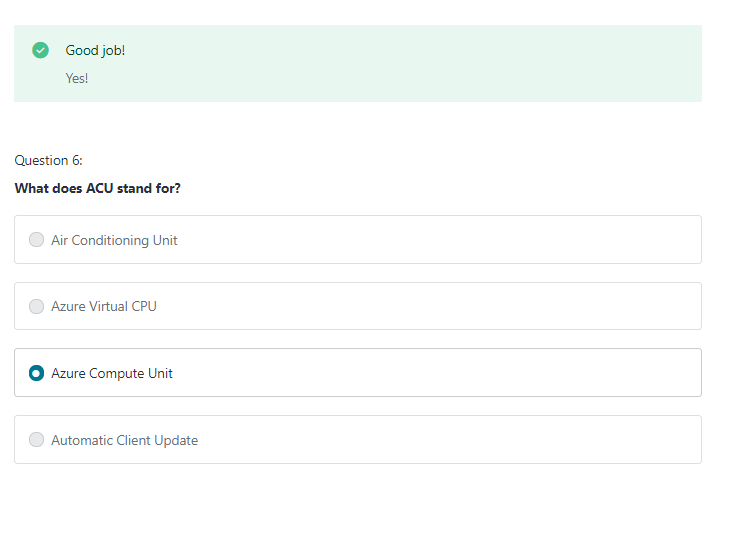 Good job!
Yes!
Question 6:
What does ACU stand for?
Air Conditioning Unit
Azure Virtual CPU
Azure Compute Unit
Automatic Client Update